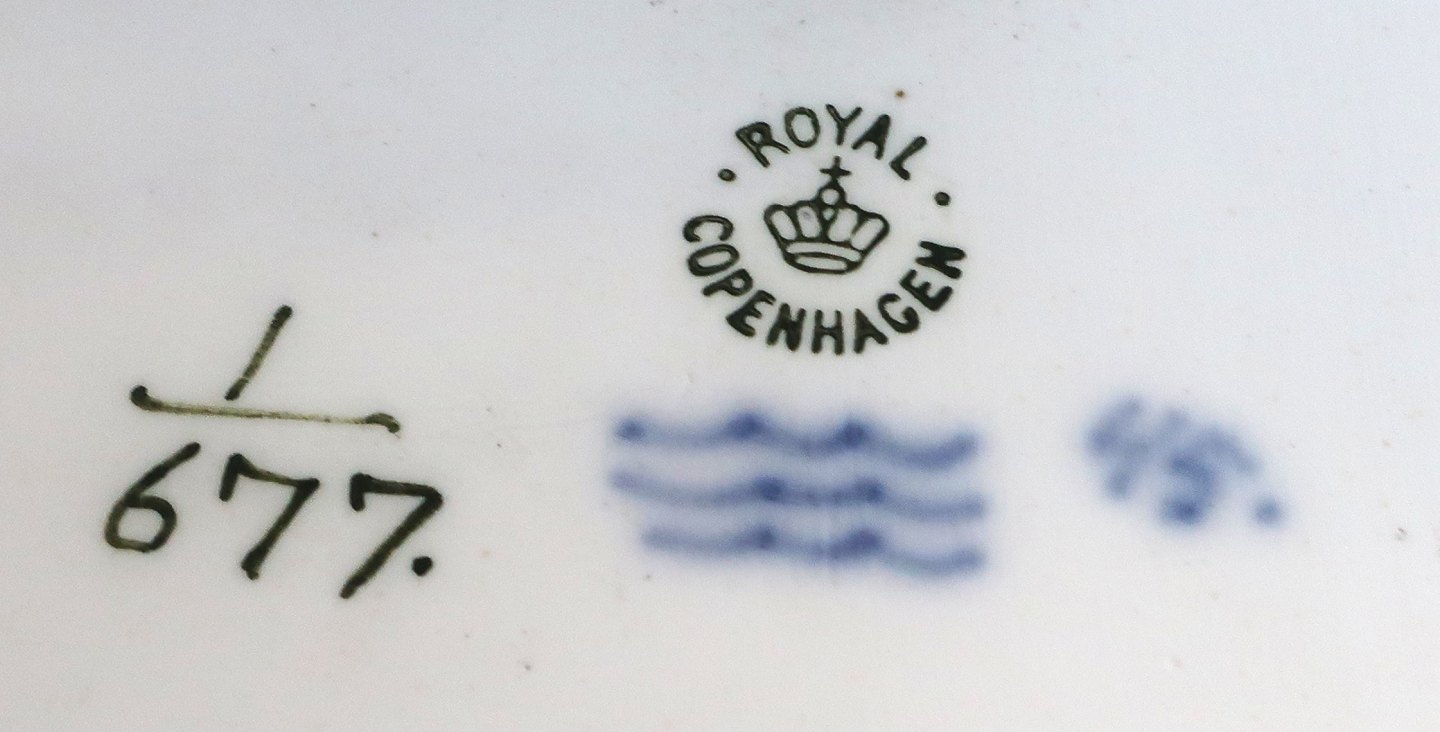 · ROYAL ·
COPENHAGEN
1
677.